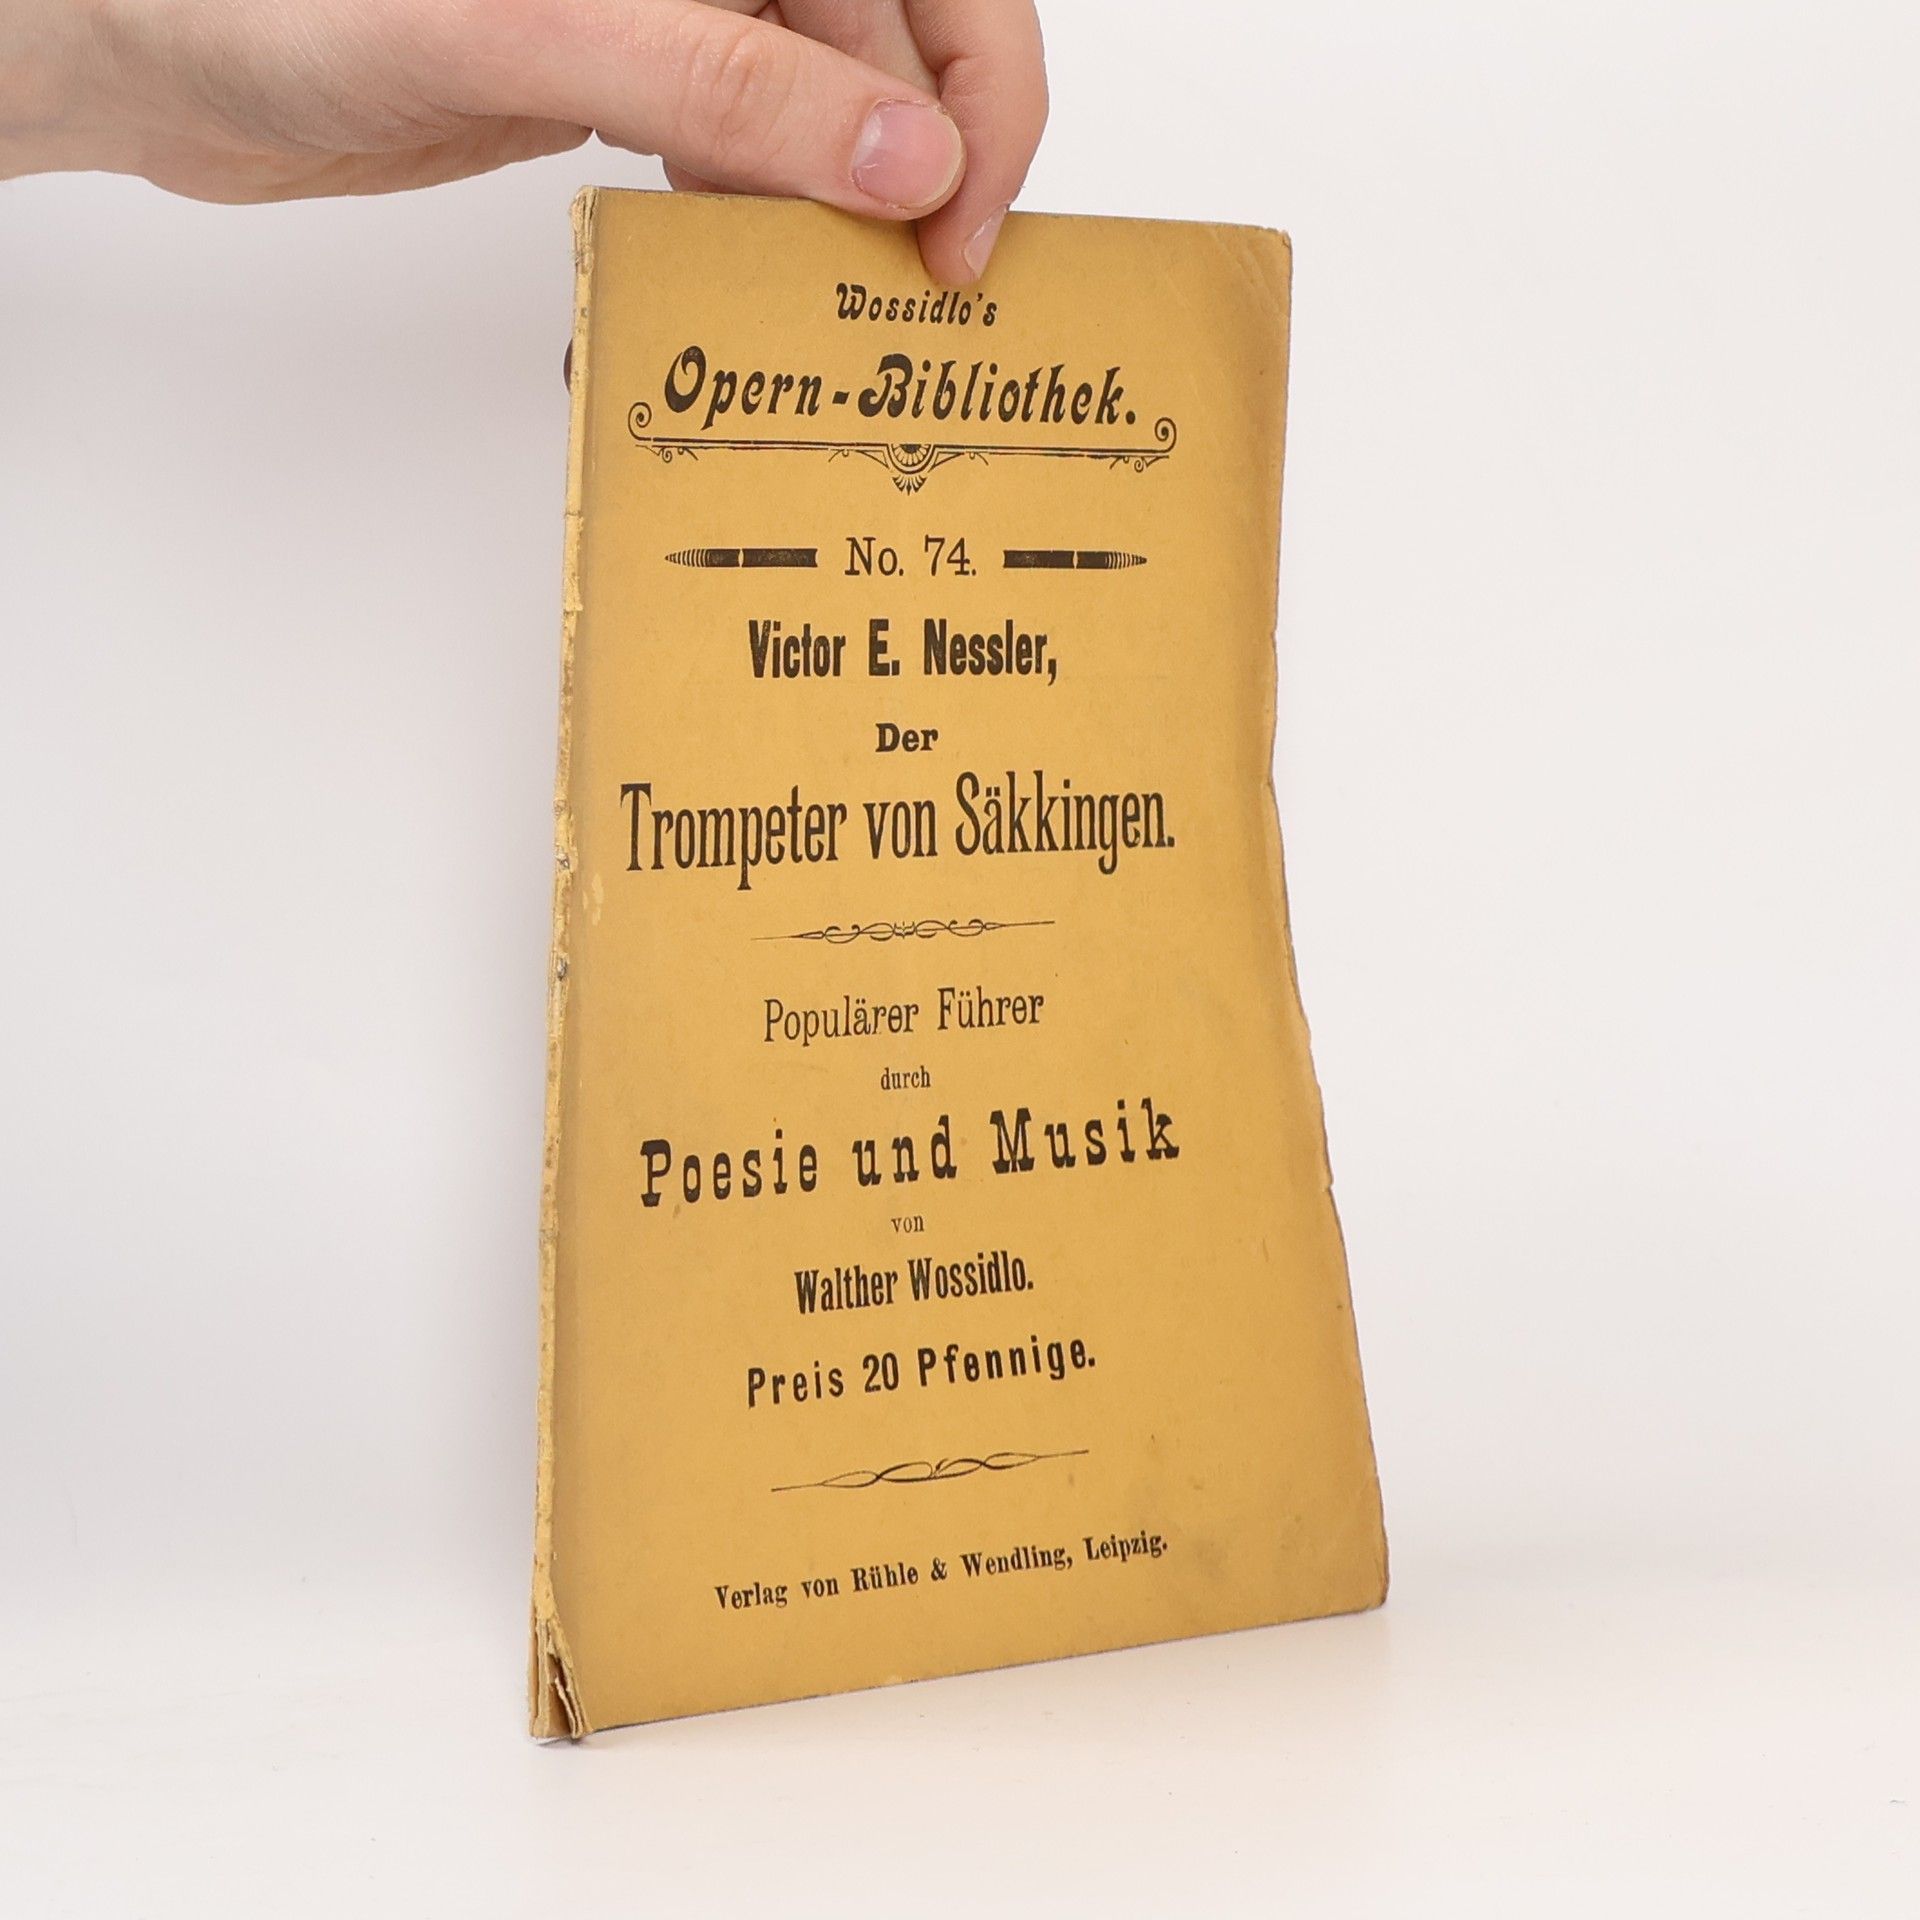 Wossidlo's
Opern-Bibliothek.
No. 74.
Victor E. Nessler,
Der
Trompeter von Säkkingen.
Populärer Führer
durch
Poesie und Musik
von
Walther Wossidlo.
Preis 20 Pfennige.
Verlag von Rühle & Wendling, Leipzig.